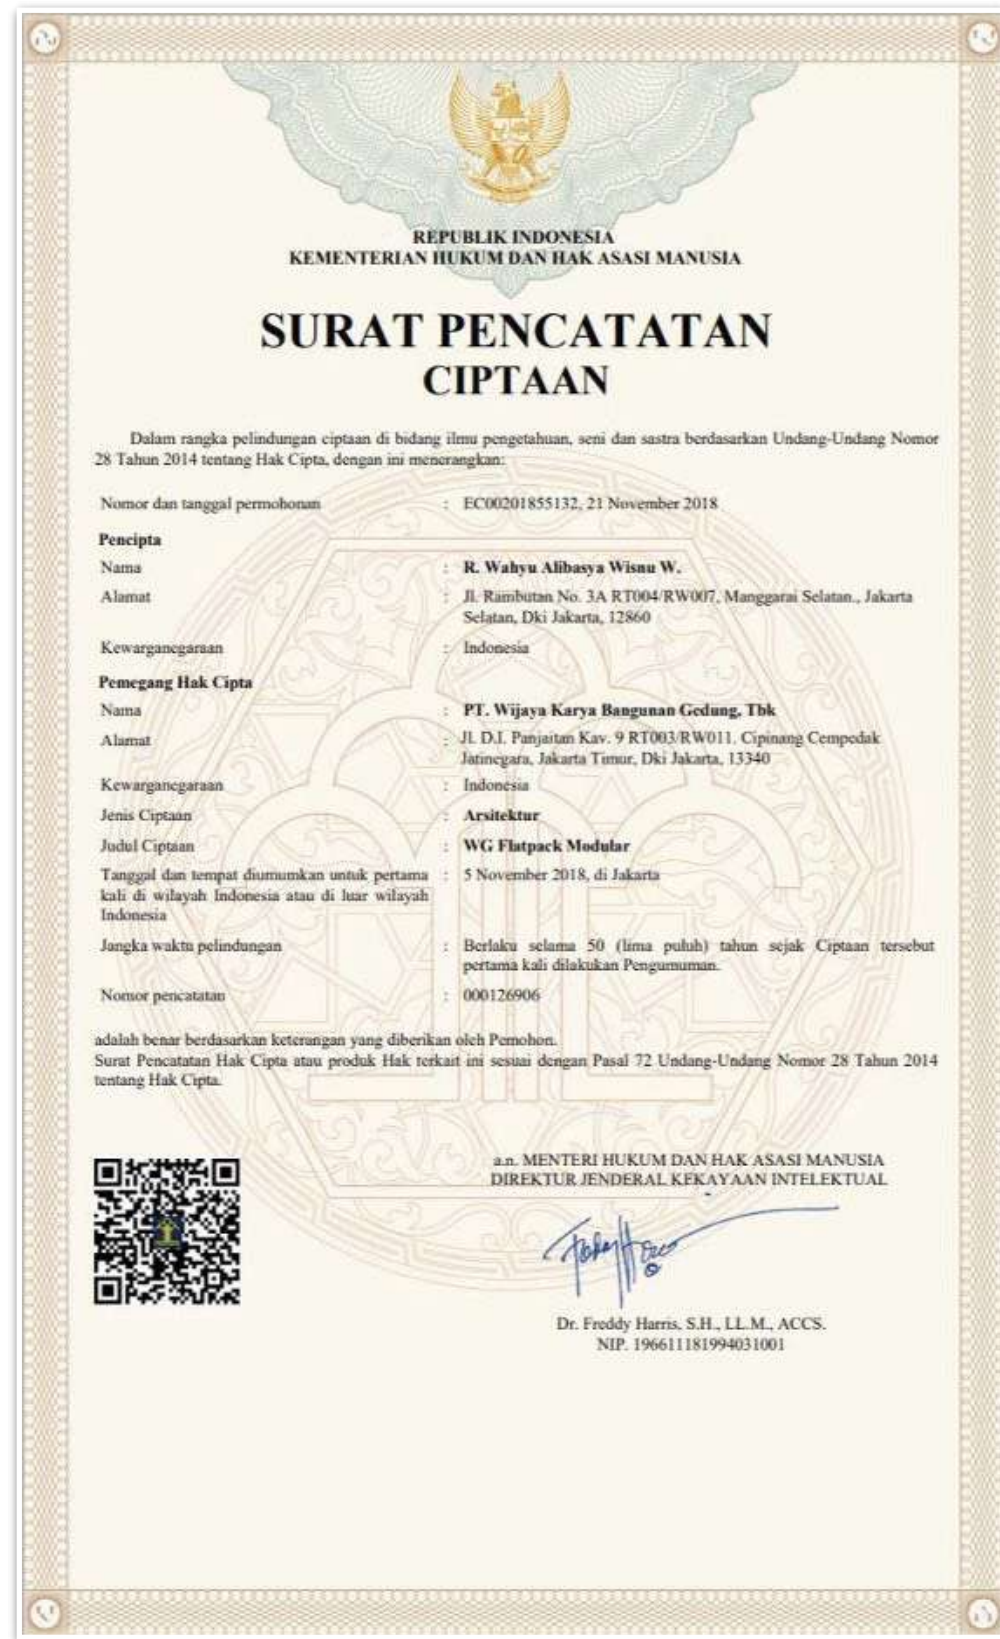 REPUBLIK INDONESIA
KEMENTERIAN HUKUM DAN HAK ASASI MANUSIA
SURAT PENCATATAN
CIPTAAN
Dalam rangka pelindungan ciptaan di bidang ilmu pengetahuan, seni dan sastra berdasarkan Undang-Undang Nomor
28 Tahun 2014 tentang Hak Cipta, dengan ini menerangkan:
Nomor dan tanggal permohonan : EC00201855132, 21 November 2018
Pencipta
Nama : R. Wahyu Alibasya Wisnu W.
Alamat : Jl. Rambutan No. 3A RT004/RW007, Manggarai Selatan., Jakarta
Selatan, Dki Jakarta, 12860
Kewarganegaraan : Indonesia
Pemegang Hak Cipta
Nama : PT. Wijaya Karya Bangunan Gedung, Tbk
Alamat : Jl. D.I. Panjaitan Kav. 9 RT003/RW011, Cipinang Cempedak
Jatinegara, Jakarta Timur, Dki Jakarta, 13340
Kewarganegaraan : Indonesia
Jenis Ciptaan : Arsitektur
Judul Ciptaan : WG Flatpack Modular
Tanggal dan tempat diumumkan untuk pertama : 5 November 2018, di Jakarta
kali di wilayah Indonesia atau di luar wilayah
Indonesia
Jangka waktu pelindungan : Berlaku selama 50 (lima puluh) tahun sejak Ciptaan tersebut
pertama kali dilakukan Pengumuman.
Nomor pencatatan : 000126906
adalah benar berdasarkan keterangan yang diberikan oleh Pemohon.
Surat Pencatatan Hak Cipta atau produk Hak terkait ini sesuai dengan Pasal 72 Undang-Undang Nomor 28 Tahun 2014
tentang Hak Cipta.
a.n. MENTERI HUKUM DAN HAK ASASI MANUSIA
DIREKTUR JENDERAL KEKAYAAN INTELEKTUAL
Dr. Freddy Harris, S.H., LL.M., ACCS.
NIP. 196611181994031001